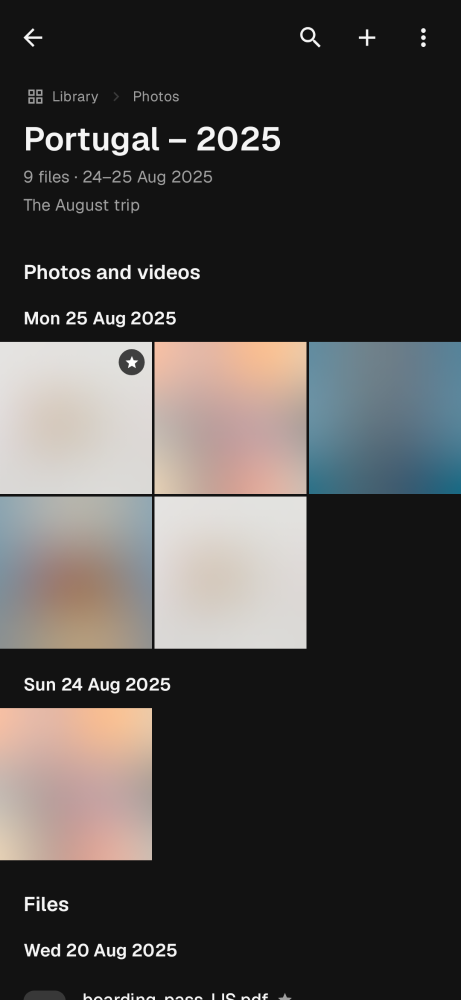 Library > Photos
Portugal – 2025
9 files · 24–25 Aug 2025
The August trip
Photos and videos
Mon 25 Aug 2025
Sun 24 Aug 2025
Files
Wed 20 Aug 2025